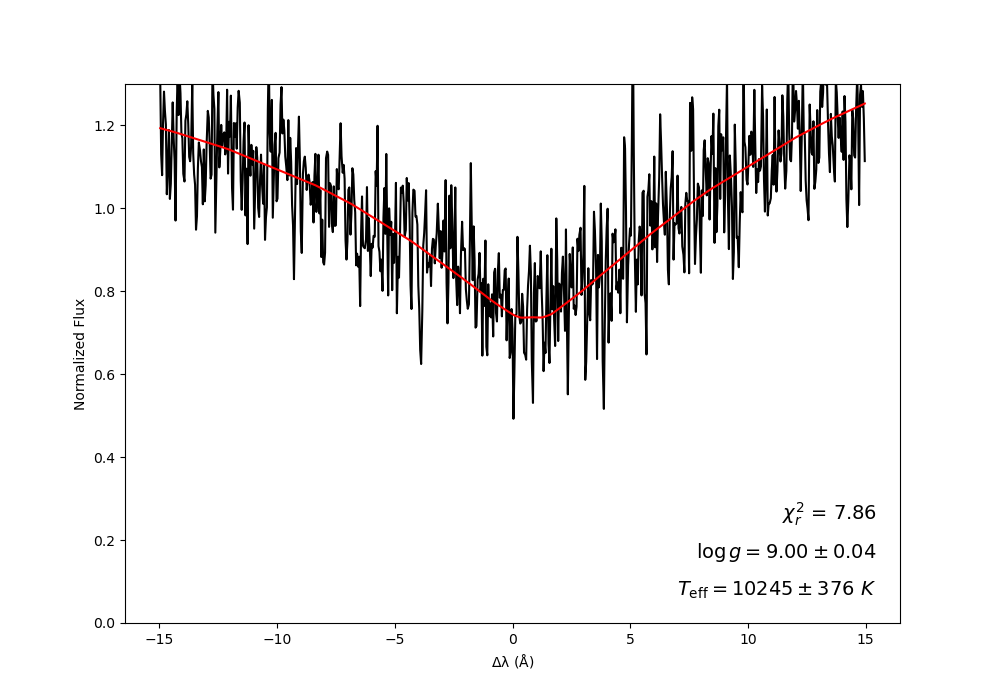 1.2
1.0
0.8
0.6
0.4
0.2
0.0
Normalized Flux
χ²ᵣ = 7.86
log g = 9.00 ± 0.04
T_eff = 10245 ± 376 K
−15 −10 −5 0 5 10 15
Δλ (Å)